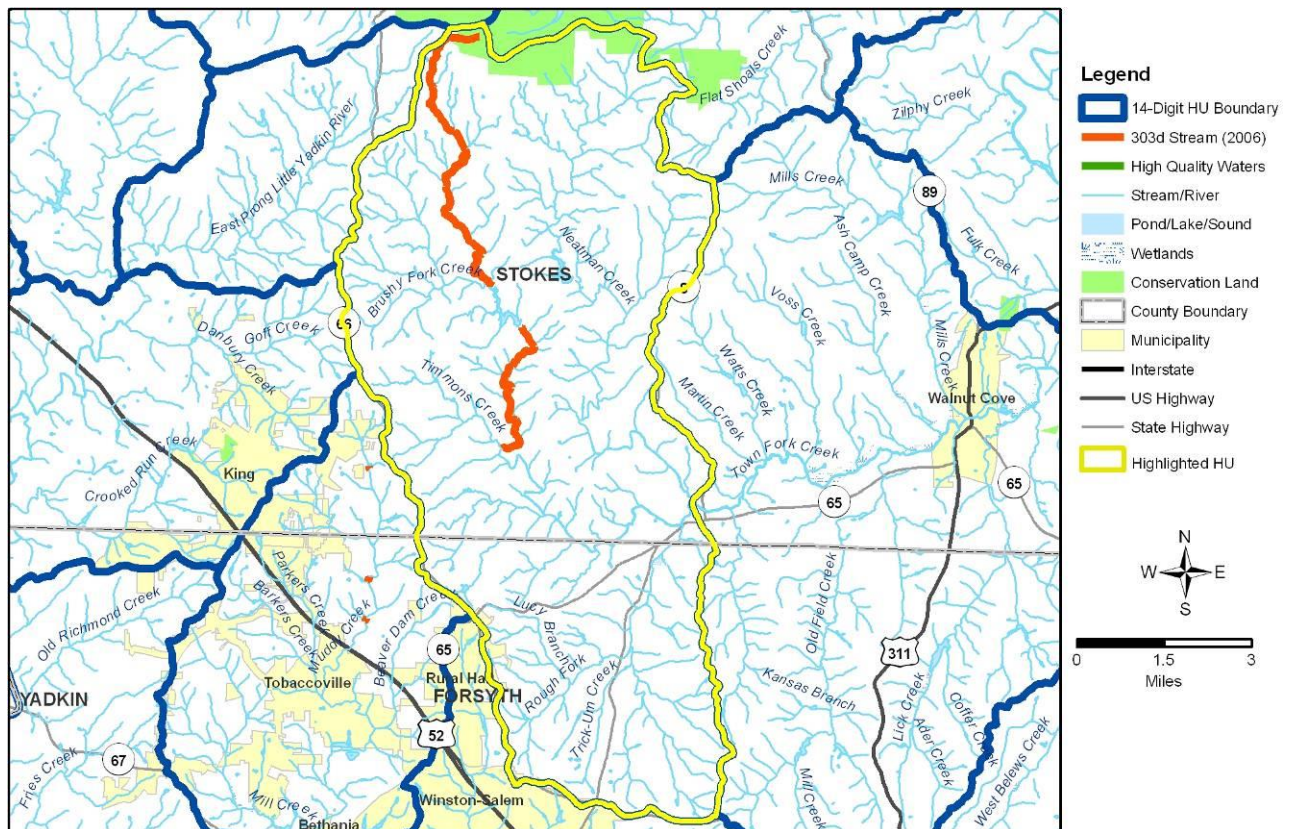 Flat Shoals Creek
Zilphy Creek
East Prong Little Yadkin River
Mills Creek
89
Ash Camp Creek
Fulk Creek
Neatman Creek
Brushy Fork Creek
STOKES
Voss Creek
66
Goft Creek
Danbury Creek
Mills Creek
Watts Creek
Martin Creek
Timmons Creek
Walnut Cove
Town Fork Creek
Crooked Run Creek
King
65
65
Old Richmond Creek
Parkers Creek
Barkers Creek
Muddy Creek
Beaver Dam Creek
Lucy Branch
Rough Fork
Old Field Creek
65
Rural Hall
Tobaccoville
FORSYTH
Trick-Um Creek
Kansas Branch
311
Lick Creek
Ader Creek
Coffer Creek
West Belews Creek
YADKIN
52
67
Fries Creek
Mill Creek
Winston-Salem
Bethania
Mill Creek
Legend
14-Digit HU Boundary
303d Stream (2006)
High Quality Waters
Stream/River
Pond/Lake/Sound
Wetlands
Conservation Land
County Boundary
Municipality
Interstate
US Highway
State Highway
Highlighted HU
N
W E
S
0 1.5 3
Miles